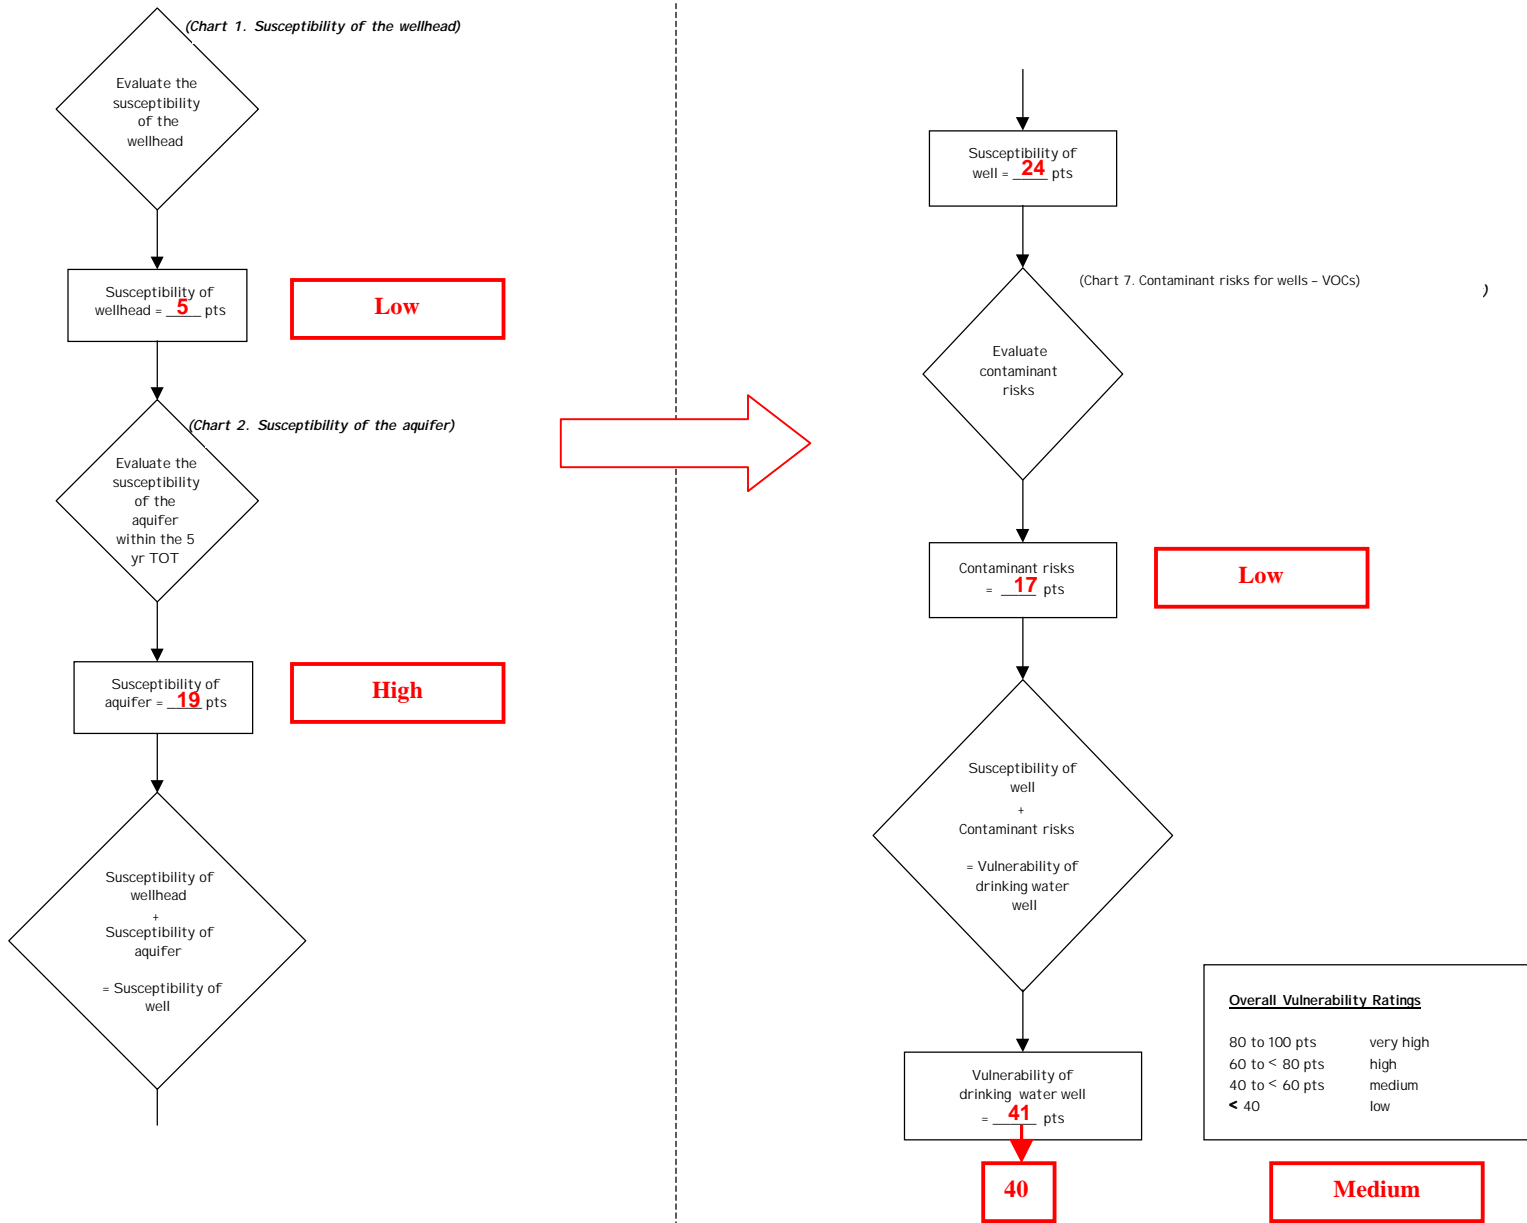 (Chart 1. Susceptibility of the wellhead)
Evaluate the
susceptibility
of the
wellhead
Susceptibility of
wellhead = 5 pts
Low
(Chart 2. Susceptibility of the aquifer)
Evaluate the
susceptibility
of the
aquifer
within the 5
yr TOT
Susceptibility of
aquifer = 19 pts
High
Susceptibility of
wellhead
+
Susceptibility of
aquifer
= Susceptibility of
well
Susceptibility of
well = 24 pts
(Chart 7. Contaminant risks for wells – VOCs)
)
Evaluate
contaminant
risks
Contaminant risks
= 17 pts
Low
Susceptibility of
well
+
Contaminant risks
= Vulnerability of
drinking water
well
Vulnerability of
drinking water well
= 41 pts
40
Overall Vulnerability Ratings
80 to 100 pts very high
60 to < 80 pts high
40 to < 60 pts medium
< 40 low
Medium